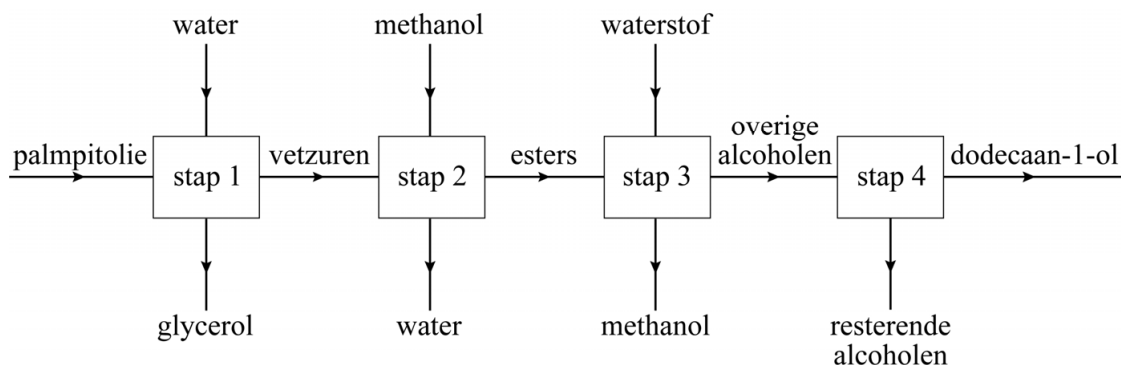 water
methanol
waterstof
palmpitolie
stap 1
vetzuren
stap 2
esters
stap 3
overige
alcoholen
stap 4
dodecaan-1-ol
glycerol
water
methanol
resterende
alcoholen